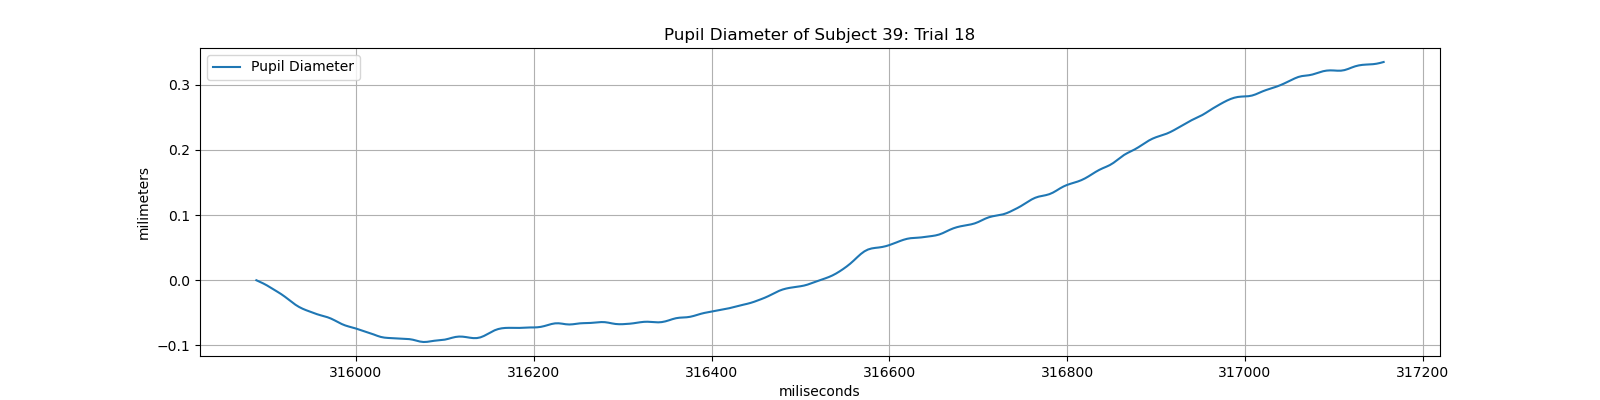 Pupil Diameter of Subject 39: Trial 18
Pupil Diameter
0.3
0.2
0.1
0.0
−0.1
milimeters
316000 316200 316400 316600 316800 317000 317200
miliseconds